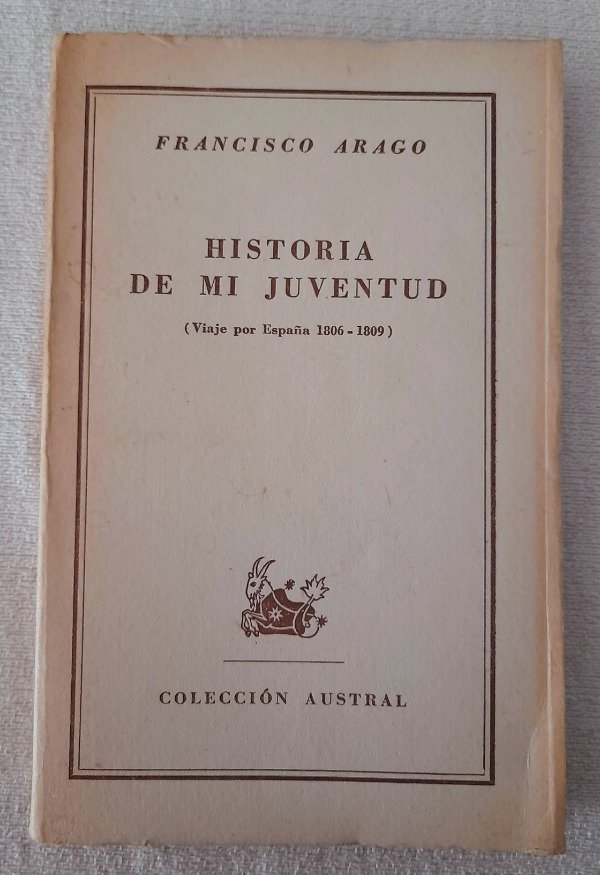 FRANCISCO ARAGO
HISTORIA
DE MI JUVENTUD
(Viaje por España 1806 - 1809)
COLECCIÓN AUSTRAL